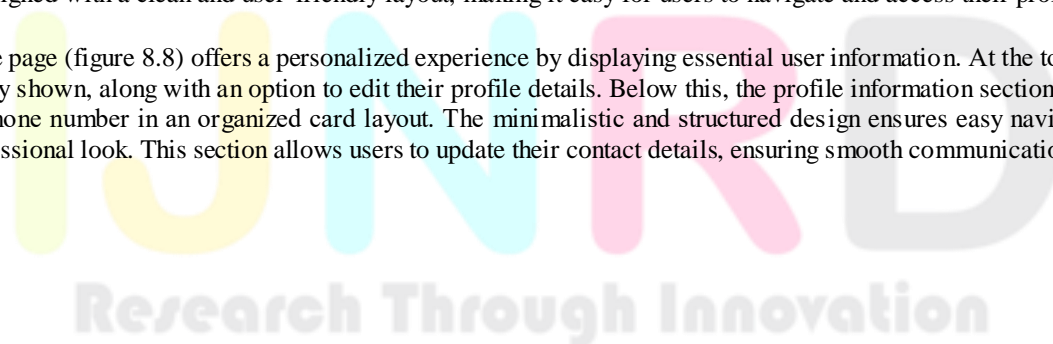 igned with a clean and user-friendly layout, making it easy for users to navigate and access their prof
e page (figure 8.8) offers a personalized experience by displaying essential user information. At the to
y shown, along with an option to edit their profile details. Below this, the profile information section
hone number in an organized card layout. The minimalistic and structured design ensures easy navi
ssional look. This section allows users to update their contact details, ensuring smooth communicatio
IJNRD
Research Through Innovation